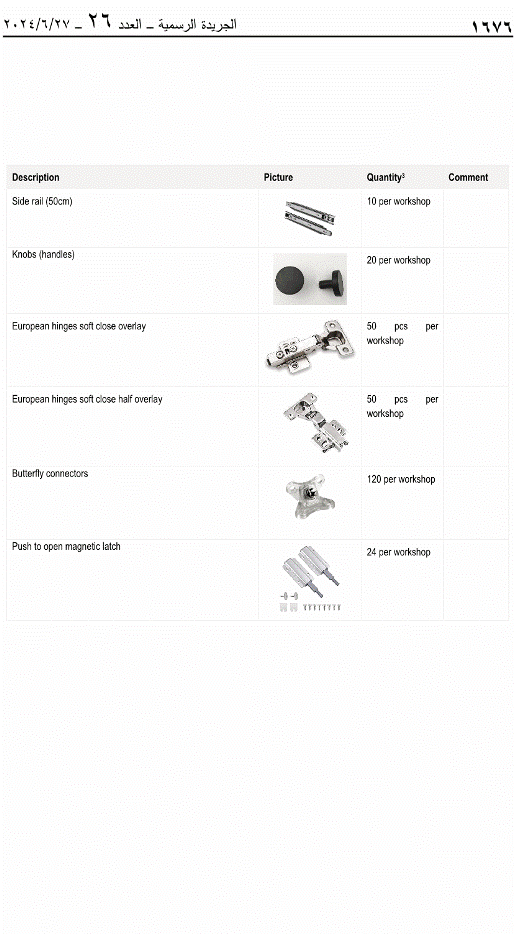 ١٦٧٦ الجريدة الرسمية ـ العدد ٢٦ ـ ٢٠٢٤/٦/٢٧
Description Picture Quantity³ Comment
Side rail (50cm) 10 per workshop
Knobs (handles) 20 per workshop
European hinges soft close overlay 50 pcs per
workshop
European hinges soft close half overlay 50 pcs per
workshop
Butterfly connectors 120 per workshop
Push to open magnetic latch 24 per workshop